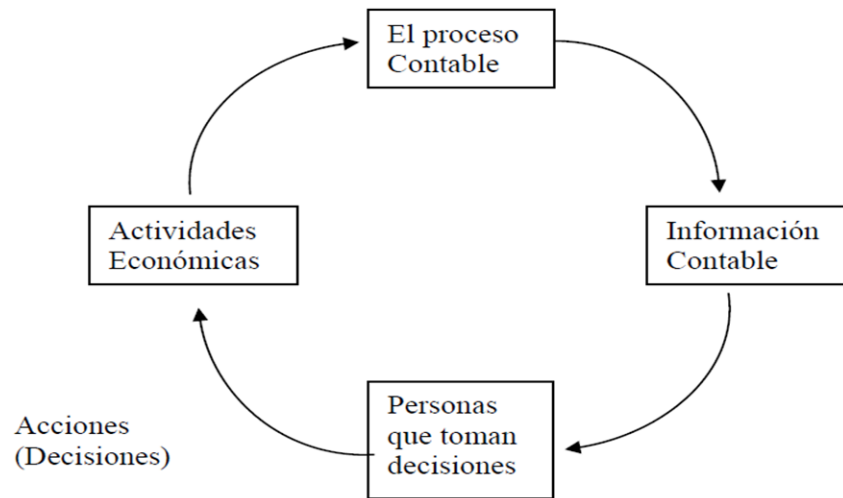 El proceso
Contable
Actividades
Económicas
Información
Contable
Personas
que toman
decisiones
Acciones
(Decisiones)